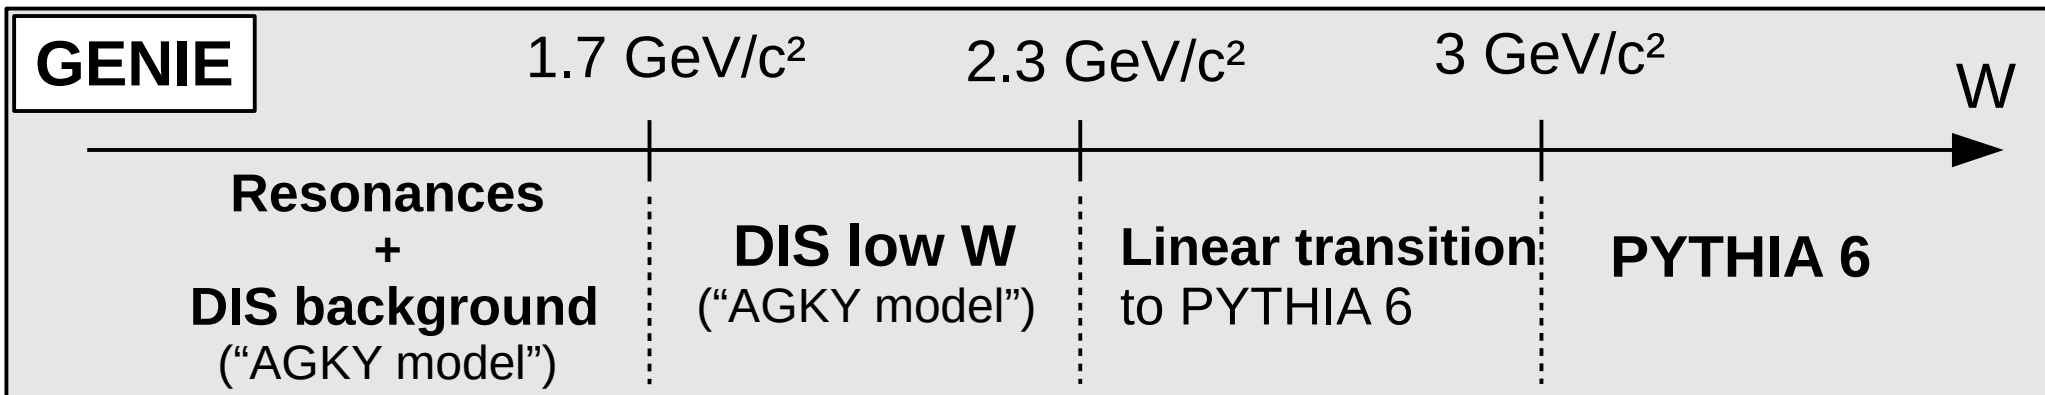 GENIE
1.7 GeV/c²
2.3 GeV/c²
3 GeV/c²
W
Resonances
+
DIS background
(“AGKY model”)
DIS low W
(“AGKY model”)
Linear transition
to PYTHIA 6
PYTHIA 6